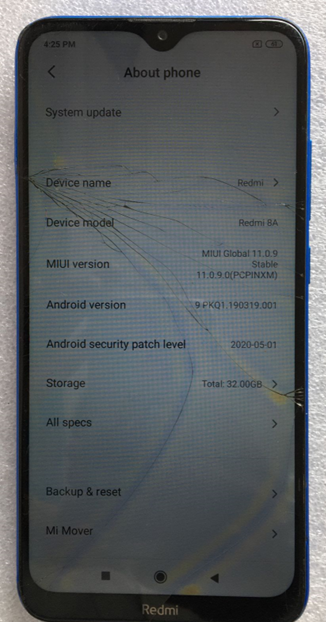 4:25 PM
About phone
System update
Device name Redmi
Device model Redmi 8A
MIUI version MIUI Global 11.0.9
Stable
11.0.9.0(PCPINXM)
Android version 9 PKQ1.190319.001
Android security patch level 2020-05-01
Storage Total: 32.00GB
All specs
Backup & reset
Mi Mover
Redmi